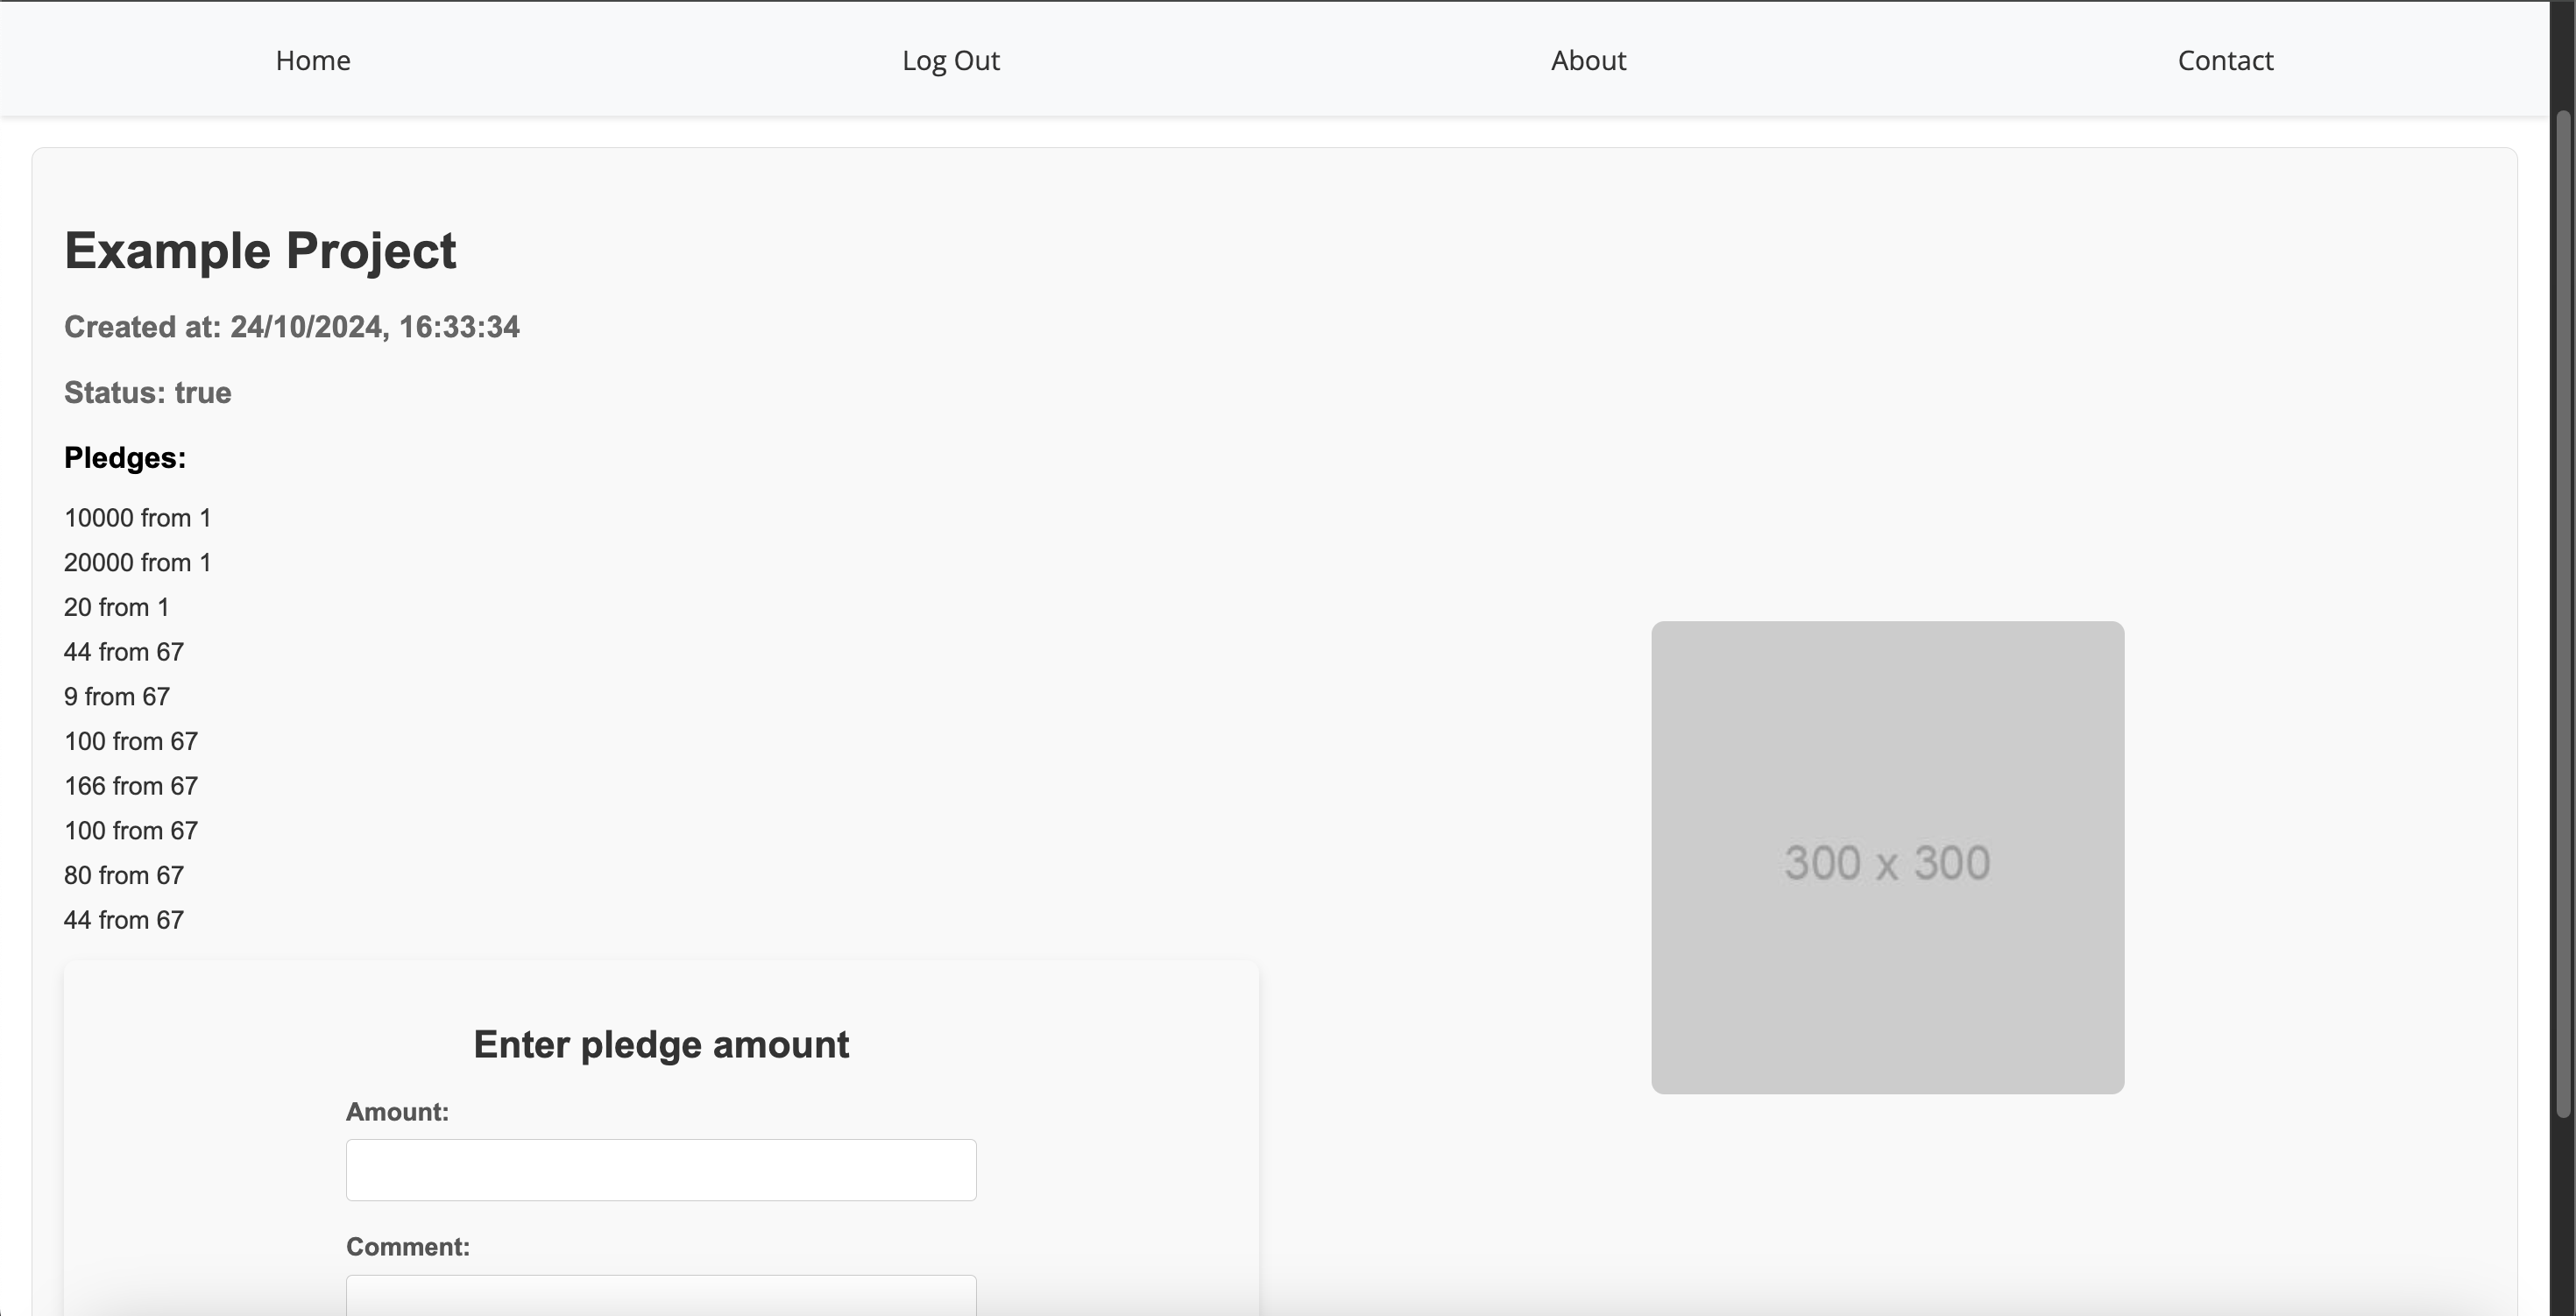 Home Log Out About Contact
Example Project
Created at: 24/10/2024, 16:33:34
Status: true
Pledges:
10000 from 1
20000 from 1
20 from 1
44 from 67
9 from 67
100 from 67
166 from 67
100 from 67
80 from 67
44 from 67
300 x 300
Enter pledge amount
Amount:
Comment: